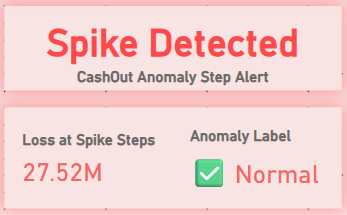 Spike Detected
CashOut Anomaly Step Alert
Loss at Spike Steps
27.52M
Anomaly Label
✅ Normal